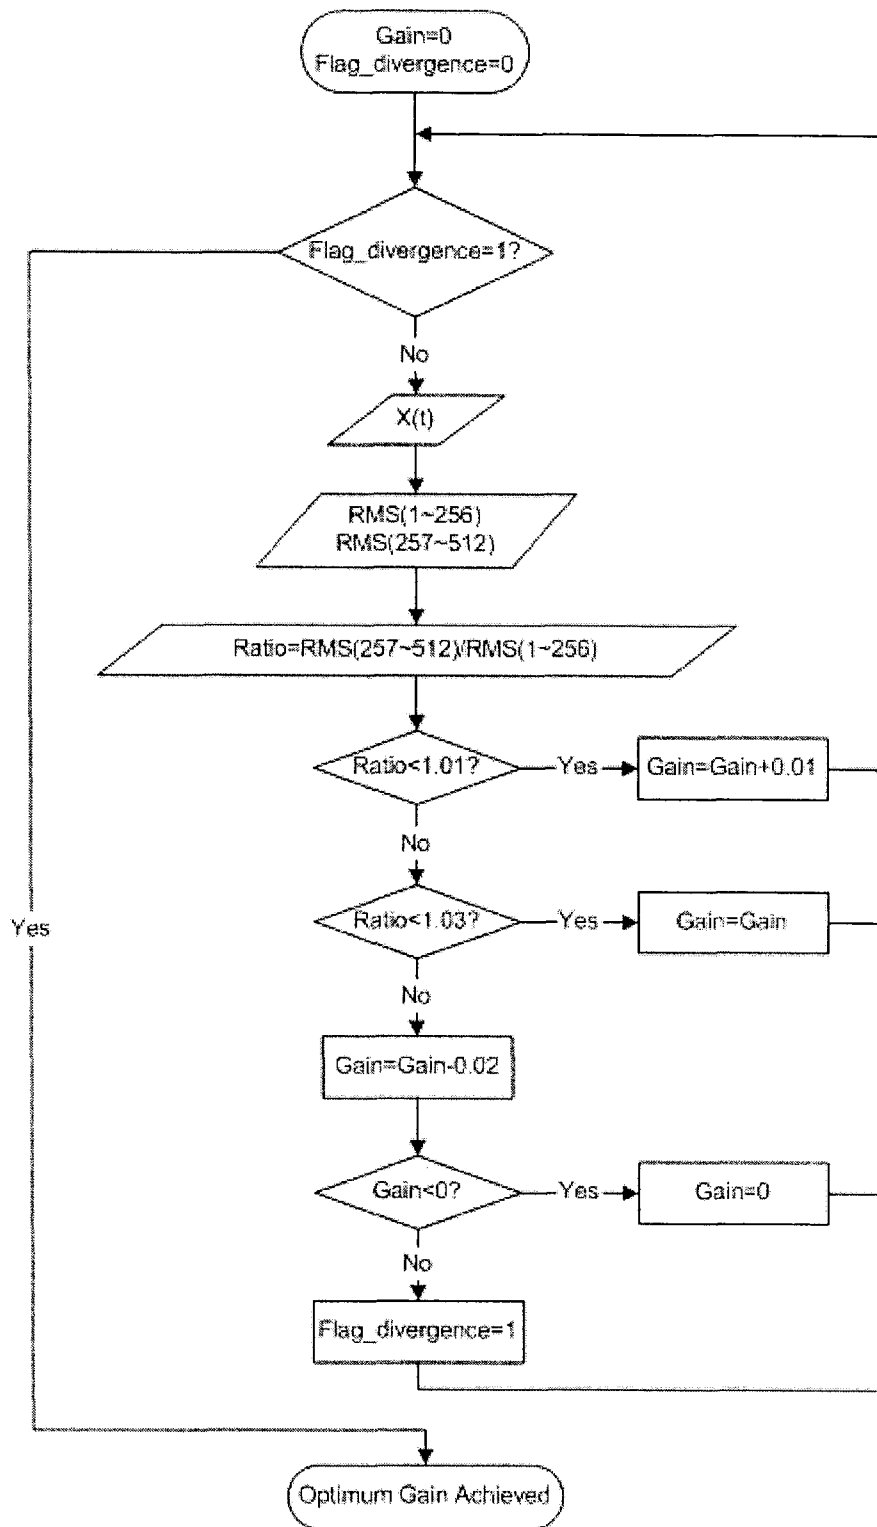 Gain=0
Flag_divergence=0
Flag_divergence=1?
No
X(t)
RMS(1~256)
RMS(257~512)
Ratio=RMS(257~512)/RMS(1~256)
Ratio<1.01?
Yes
Gain=Gain+0.01
No
Ratio<1.03?
Yes
Gain=Gain
Yes
No
Gain=Gain-0.02
Gain<0?
Yes
Gain=0
No
Flag_divergence=1
Optimum Gain Achieved